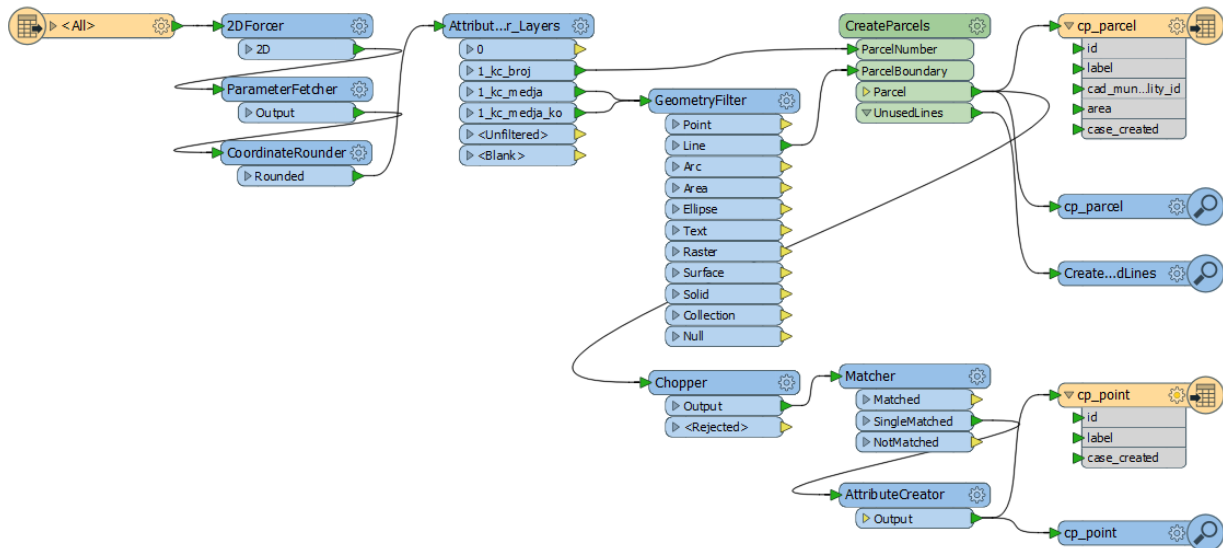 <All>
2DForcer
2D
ParameterFetcher
Output
CoordinateRounder
Rounded
Attribut...r_Layers
0
1_kc_broj
1_kc_medja
1_kc_medja_ko
<Unfiltered>
<Blank>
GeometryFilter
Point
Line
Arc
Area
Ellipse
Text
Raster
Surface
Solid
Collection
Null
CreateParcels
ParcelNumber
ParcelBoundary
Parcel
UnusedLines
cp_parcel
id
label
cad_mun...lity_id
area
case_created
cp_parcel
Create...dLines
Chopper
Output
<Rejected>
Matcher
Matched
SingleMatched
NotMatched
AttributeCreator
Output
cp_point
id
label
case_created
cp_point